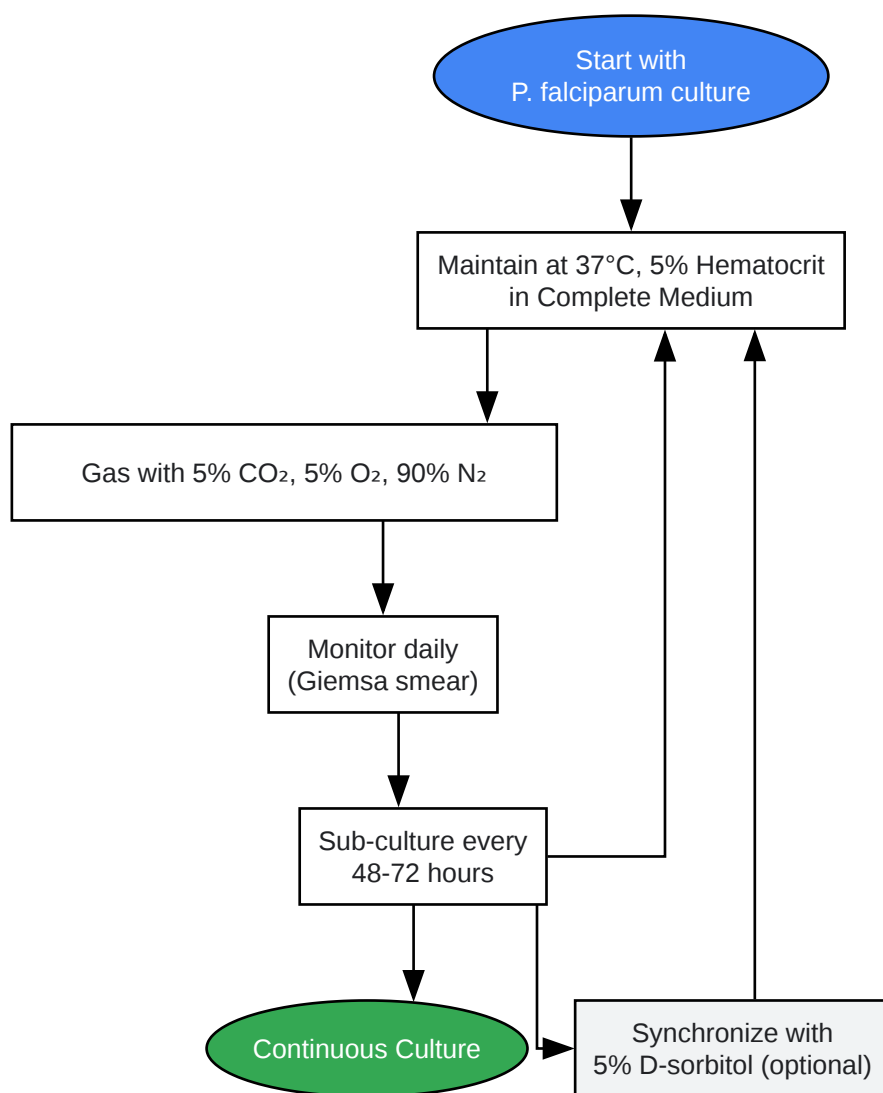 Start with
P. falciparum culture
Maintain at 37°C, 5% Hematocrit
in Complete Medium
Gas with 5% CO₂, 5% O₂, 90% N₂
Monitor daily
(Giemsa smear)
Sub-culture every
48-72 hours
Continuous Culture
Synchronize with
5% D-sorbitol (optional)